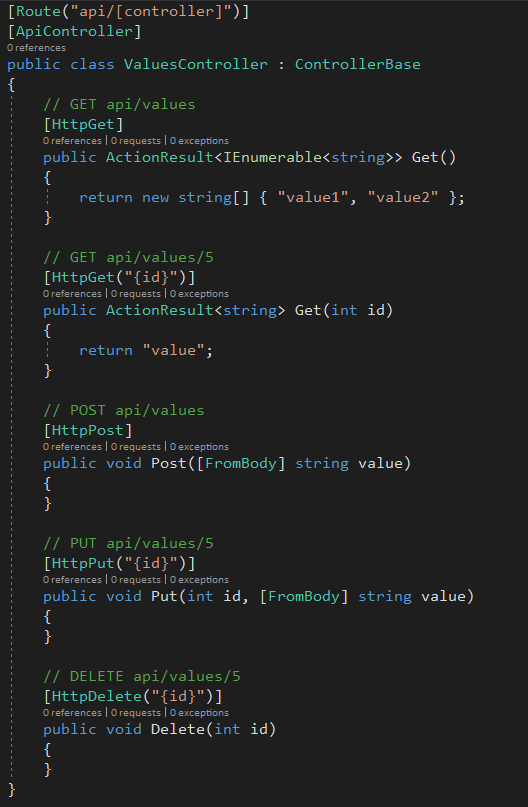 [Route("api/[controller]")]
[ApiController]
0 references
public class ValuesController : ControllerBase
{
// GET api/values
[HttpGet]
0 references | 0 requests | 0 exceptions
public ActionResult<IEnumerable<string>> Get()
{
return new string[] { "value1", "value2" };
}
// GET api/values/5
[HttpGet("{id}")]
0 references | 0 requests | 0 exceptions
public ActionResult<string> Get(int id)
{
return "value";
}
// POST api/values
[HttpPost]
0 references | 0 requests | 0 exceptions
public void Post([FromBody] string value)
{
}
// PUT api/values/5
[HttpPut("{id}")]
0 references | 0 requests | 0 exceptions
public void Put(int id, [FromBody] string value)
{
}
// DELETE api/values/5
[HttpDelete("{id}")]
0 references | 0 requests | 0 exceptions
public void Delete(int id)
{
}
}